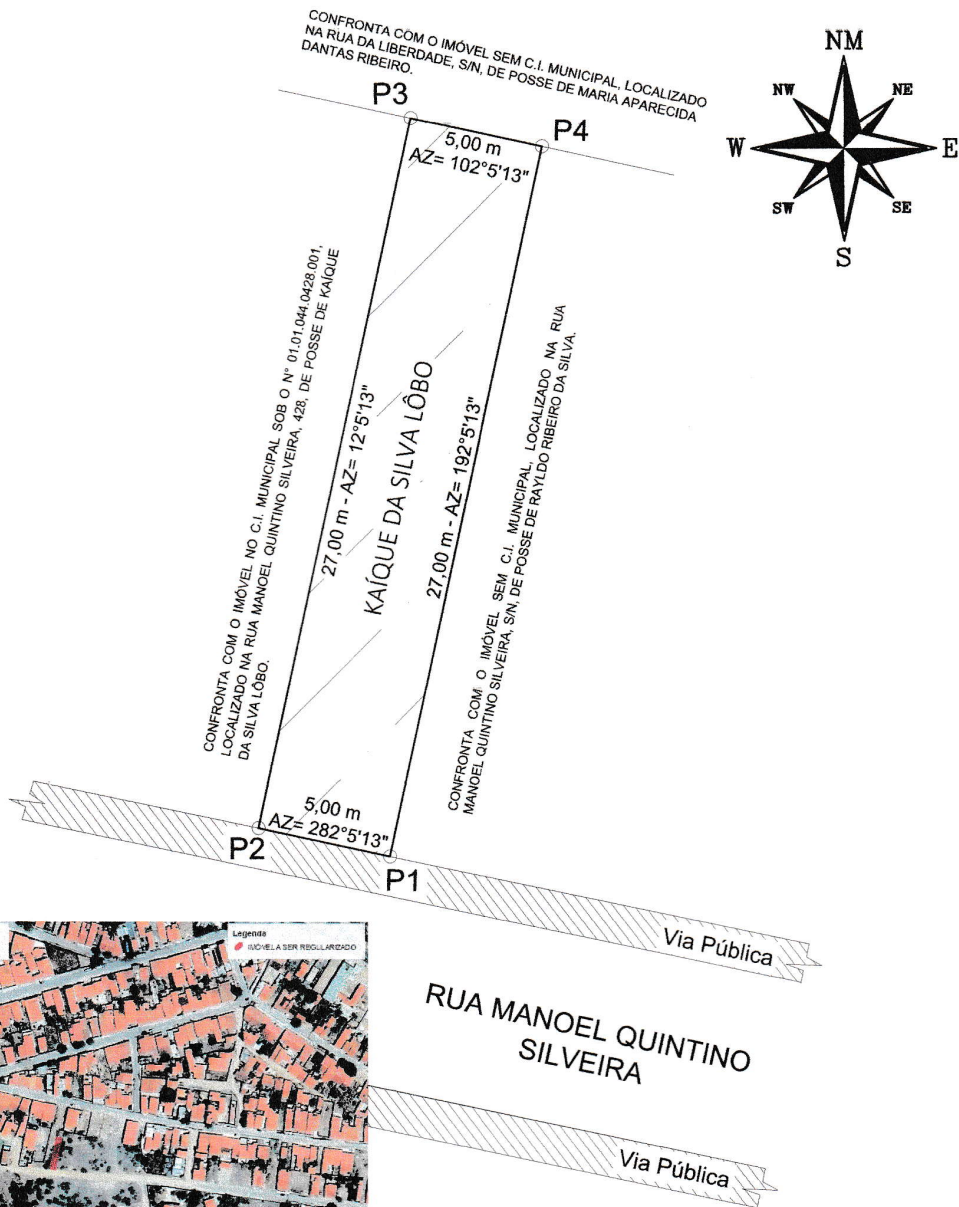 CONFRONTA COM O IMÓVEL SEM C.I. MUNICIPAL, LOCALIZADO
NA RUA DA LIBERDADE, S/N, DE POSSE DE MARIA APARECIDA
DANTAS RIBEIRO.
NM
NW
NE
W
E
SW
SE
S
P3
P4
5,00 m
AZ= 102°5'13"
CONFRONTA COM O IMÓVEL NO C.I. MUNICIPAL SOB O N° 01.01.044.0428.001,
LOCALIZADO NA RUA MANOEL QUINTINO SILVEIRA, 428, DE POSSE DE KAÍQUE
DA SILVA LÔBO.
27,00 m - AZ= 12°5'13"
KAÍQUE DA SILVA LÔBO
27,00 m - AZ= 192°5'13"
CONFRONTA COM O IMÓVEL SEM C.I. MUNICIPAL, LOCALIZADO NA RUA
MANOEL QUINTINO SILVEIRA, S/N, DE POSSE DE RAYLDO RIBEIRO DA SILVA.
5,00 m
AZ= 282°5'13"
P2
P1
Via Pública
RUA MANOEL QUINTINO
SILVEIRA
Via Pública
Legenda
IMÓVEL A SER REGULARIZADO